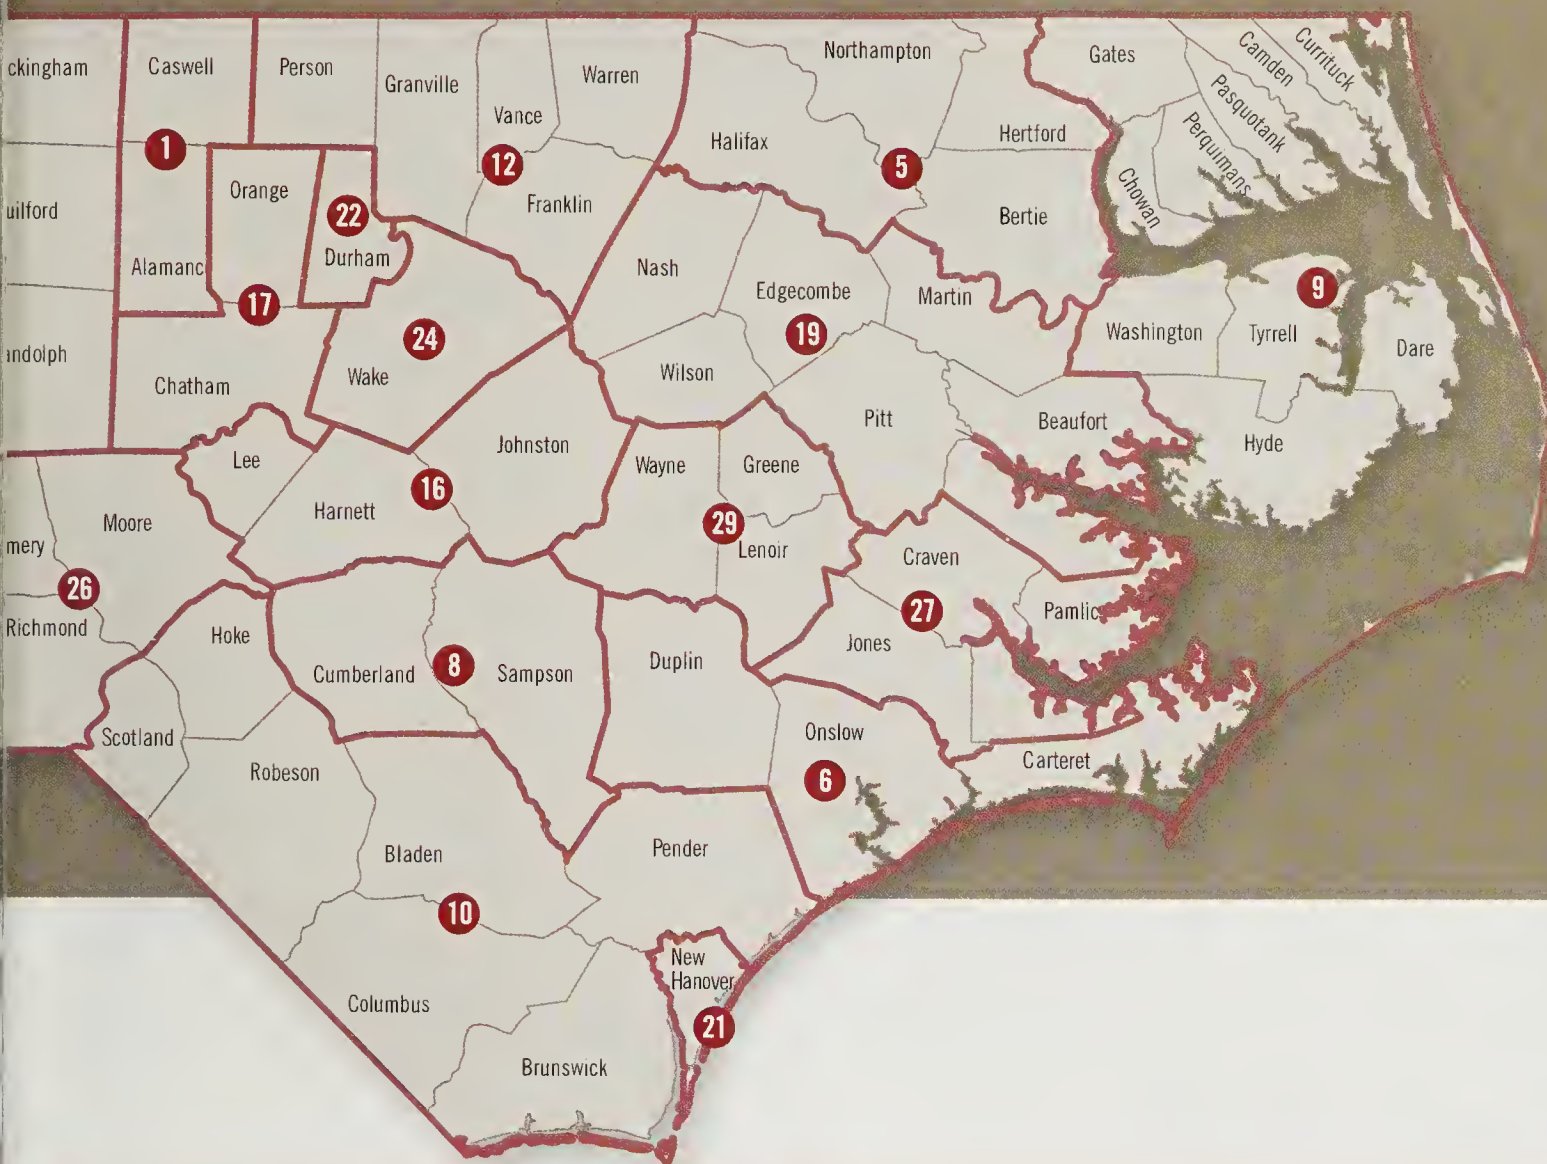 ckingham
Caswell
Person
Granville
Vance
Warren
Northampton
Gates
Camden
Currituck
Pasquotank
Perquimans
Chowan
Halifax
Hertford
Bertie
1
12
5
uilford
Orange
22
Durham
Franklin
Alamanc
17
24
Wake
Nash
Edgecombe
19
Martin
Washington
Tyrrell
9
Dare
andolph
Chatham
Wilson
Pitt
Beaufort
Hyde
Lee
Johnston
Wayne
Greene
16
Harnett
Moore
29
Lenoir
Craven
mery
26
Richmond
Hoke
27
Pamlic
Jones
Cumberland
8
Sampson
Duplin
Scotland
Robeson
Onslow
6
Carteret
Bladen
Pender
10
New
Hanover
Columbus
21
Brunswick